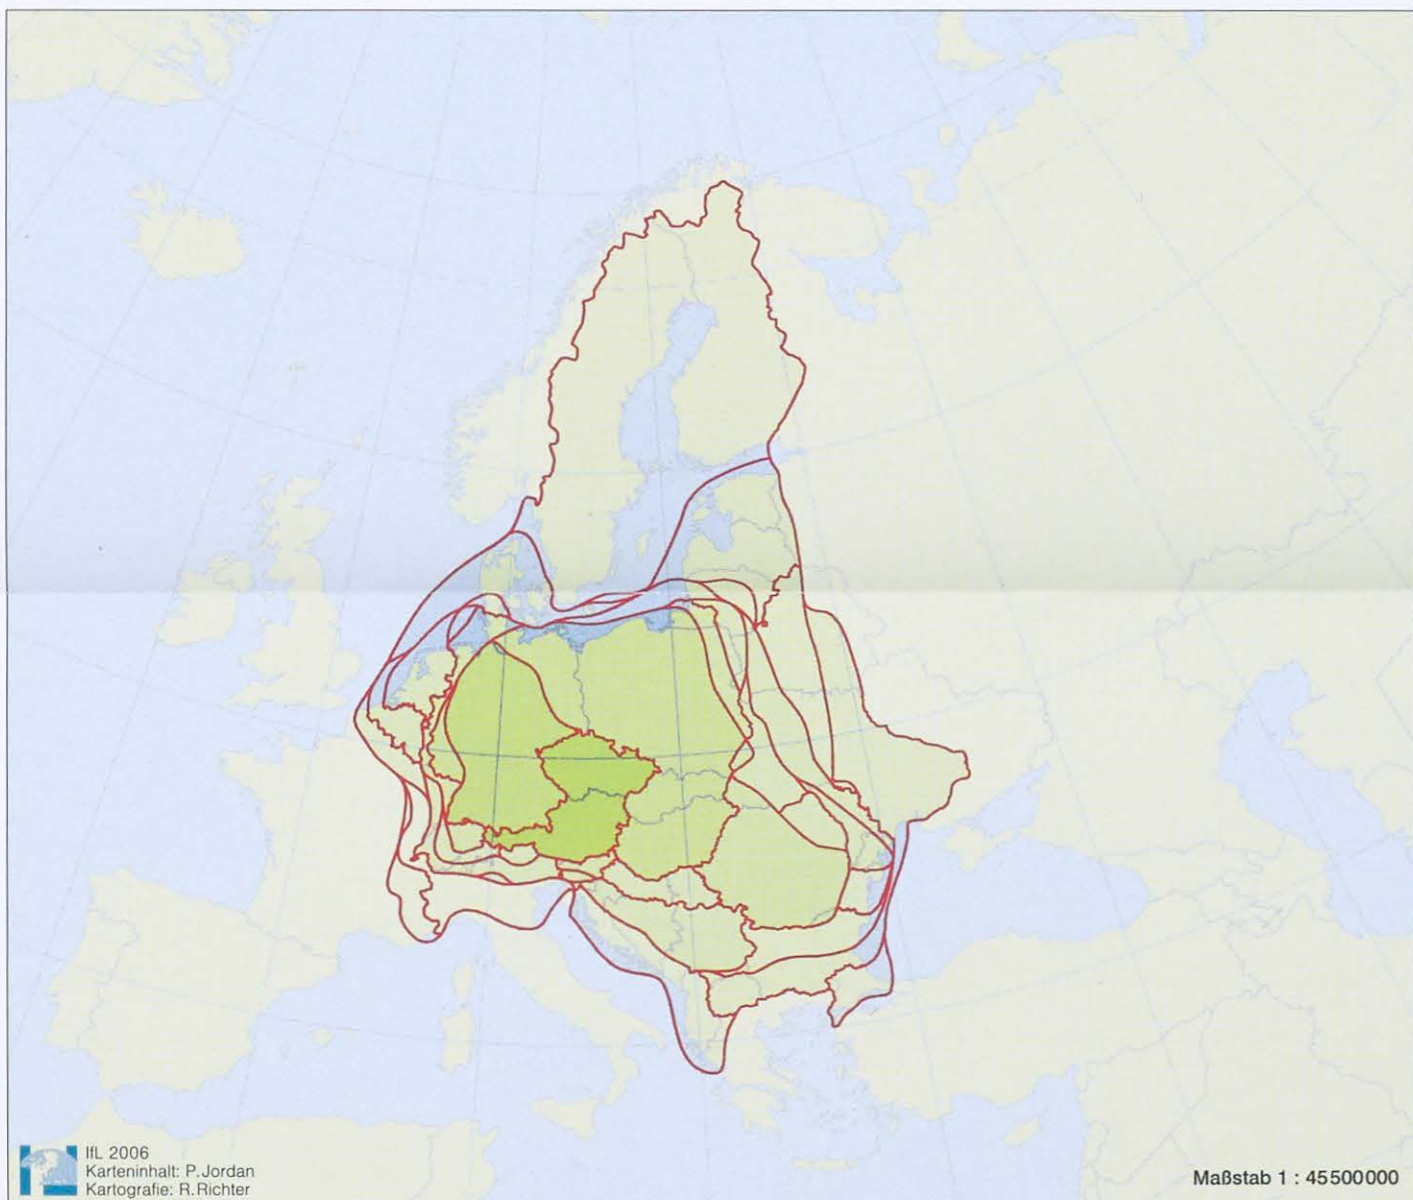 IfL 2006
Karteninhalt: P.Jordan
Kartografie: R.Richter
Maßstab 1 : 45500000